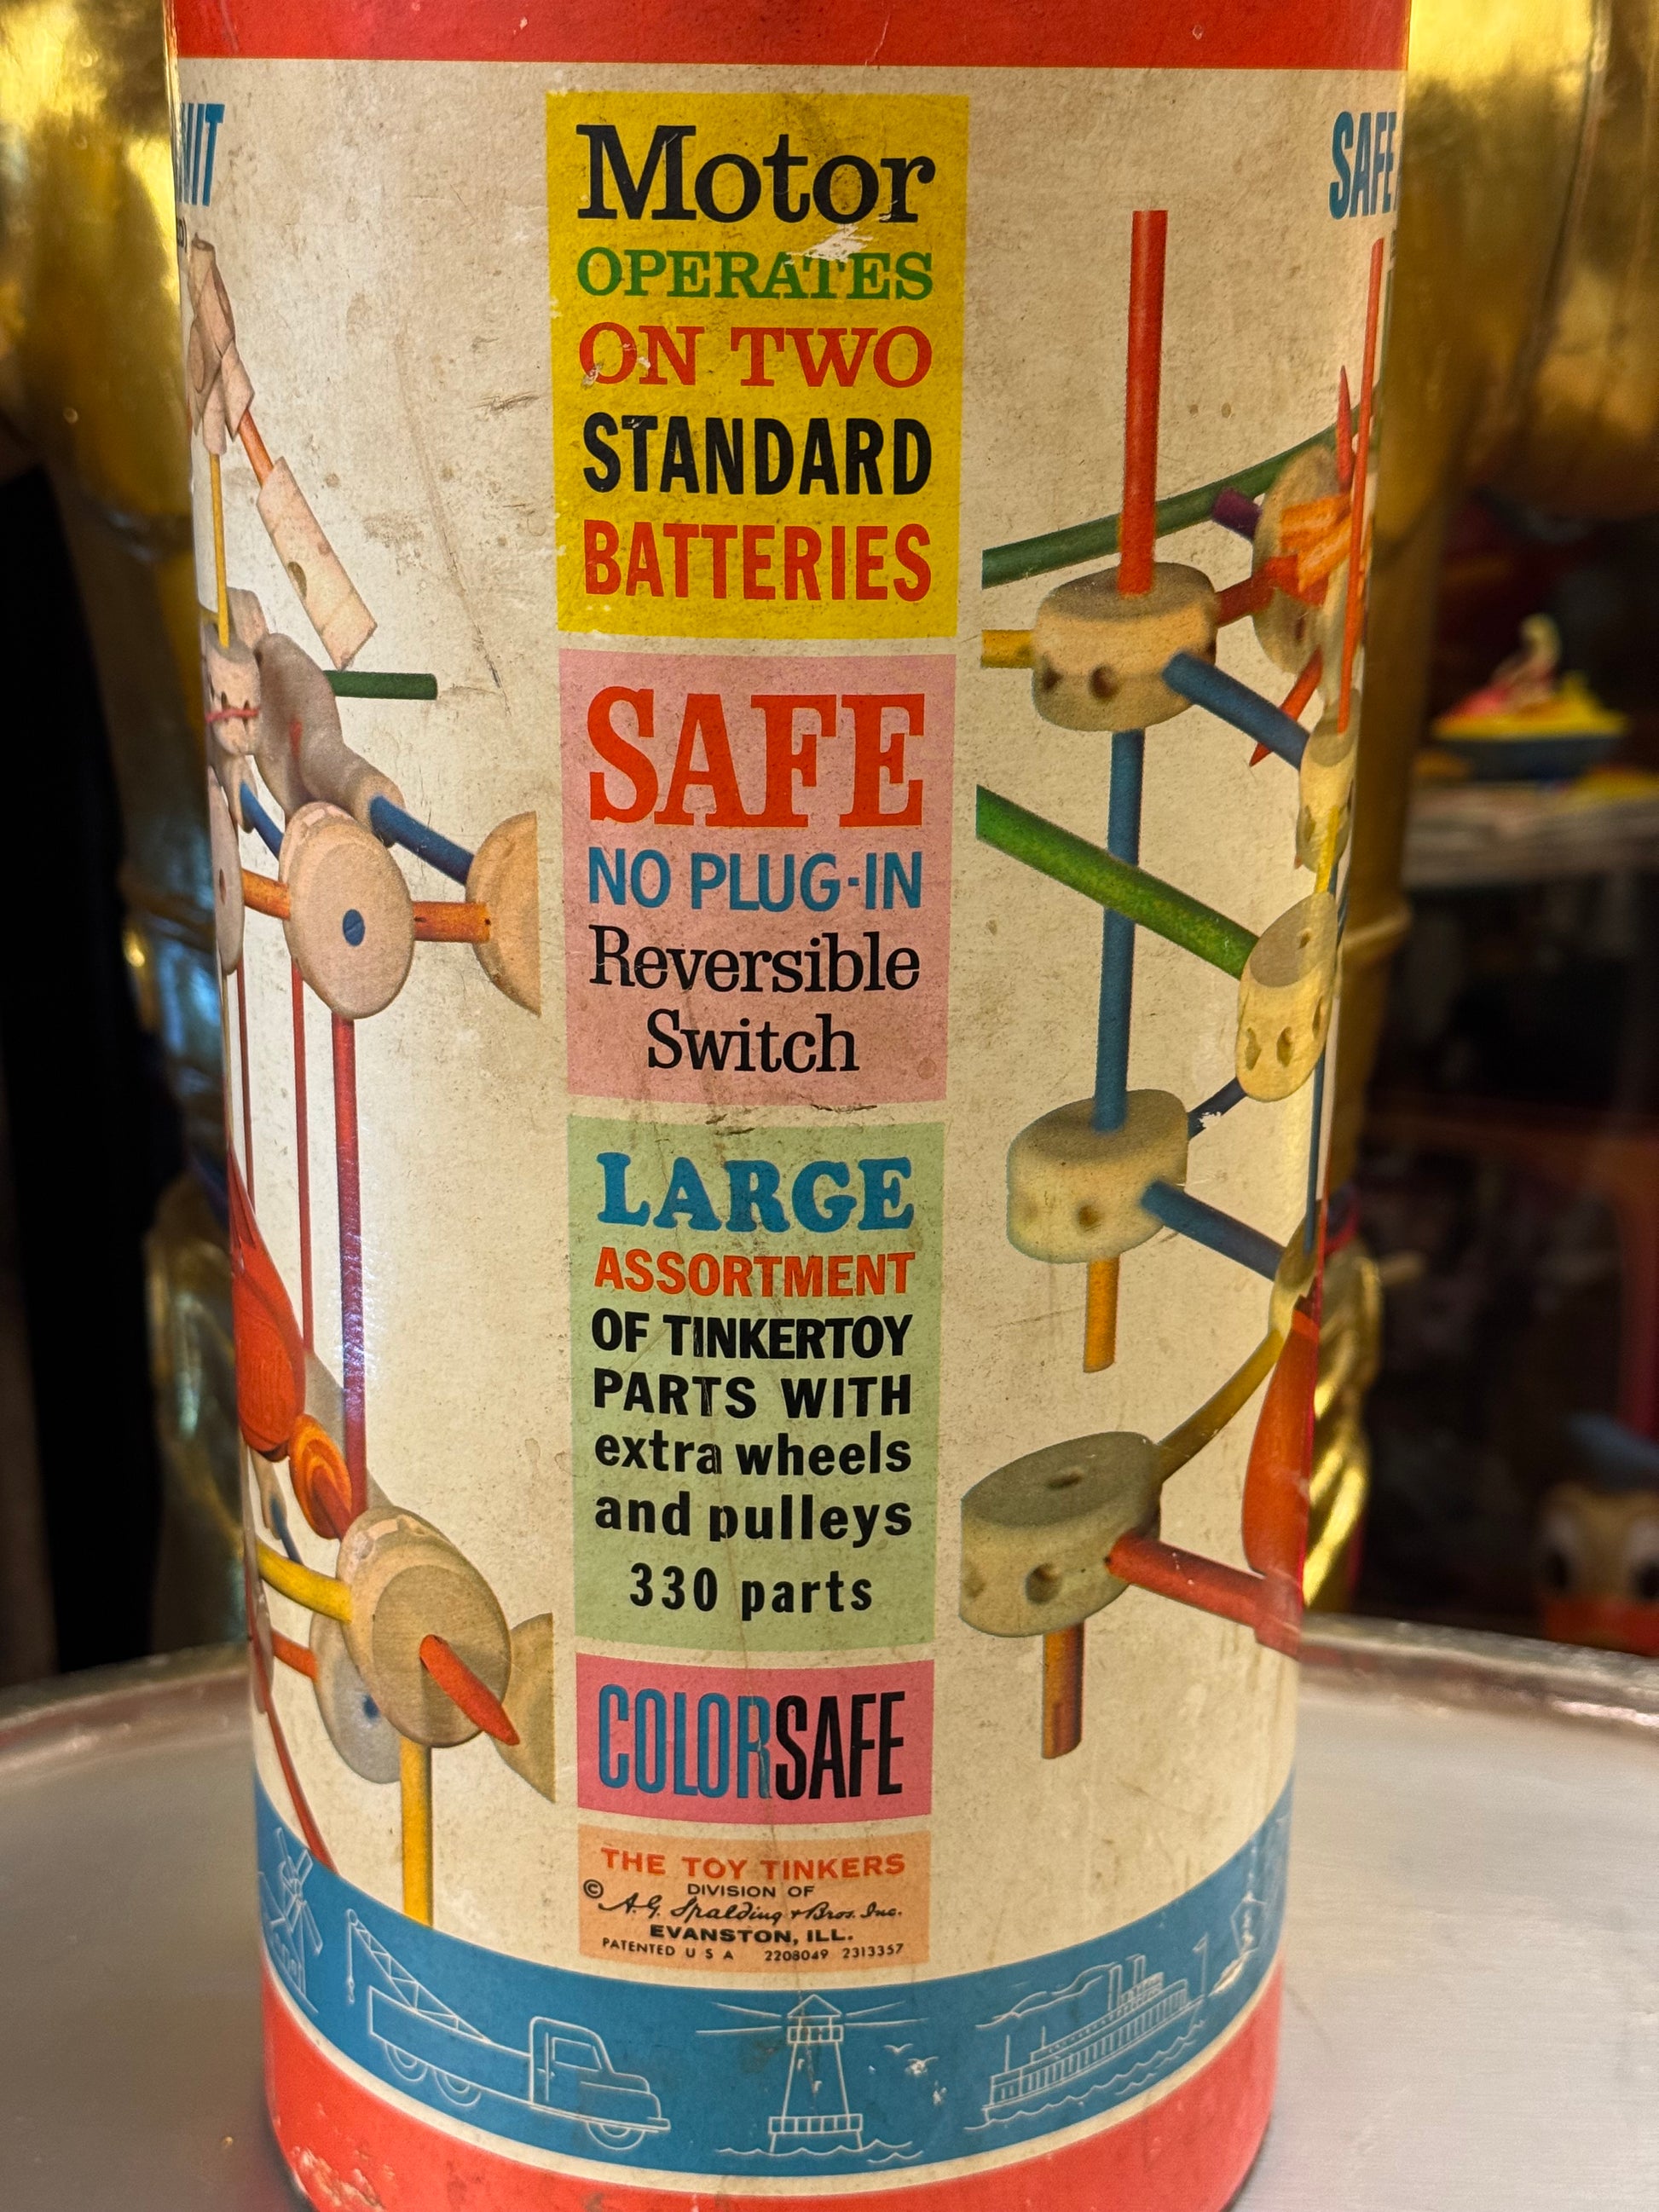 Motor
OPERATES
ON TWO
STANDARD
BATTERIES
SAFE
NO PLUG-IN
Reversible
Switch
LARGE
ASSORTMENT
OF TINKERTOY
PARTS WITH
extra wheels
and pulleys
330 parts
COLORSAFE
THE TOY TINKERS
DIVISION OF
© A.G. Spalding & Bros. Inc.
EVANSTON, ILL.
PATENTED U S A 2208049 2313357
SAFE